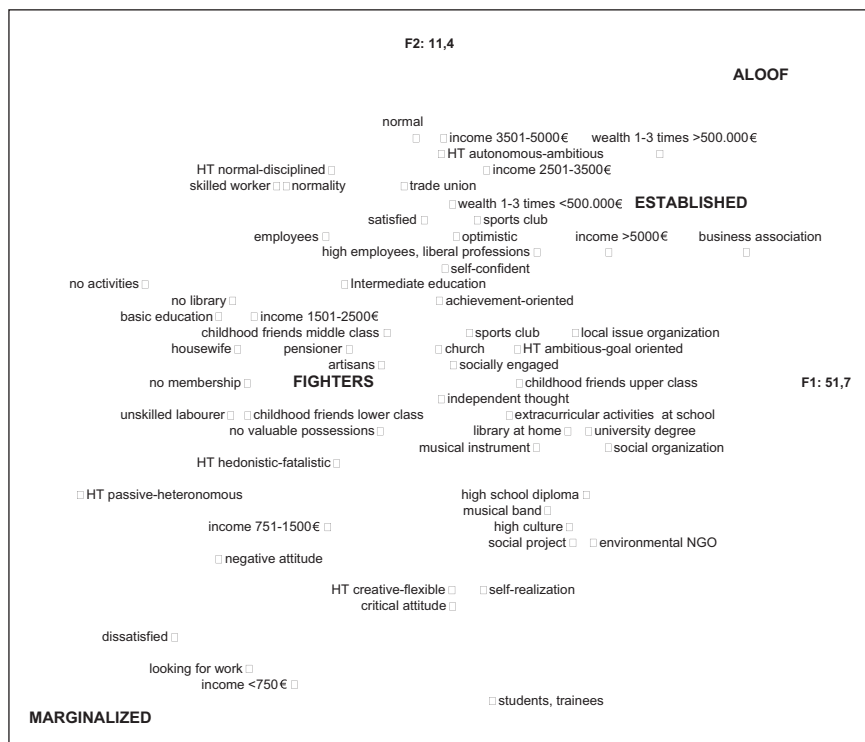 F2: 11,4
ALOOF
normal
income 3501-5000€ wealth 1-3 times >500.000€
HT autonomous-ambitious
HT normal-disciplined income 2501-3500€
skilled worker normality trade union
wealth 1-3 times <500.000€ ESTABLISHED
satisfied sports club
employees optimistic income >5000€ business association
high employees, liberal professions
self-confident
no activities Intermediate education
no library achievement-oriented
basic education income 1501-2500€
childhood friends middle class sports club local issue organization
housewife pensioner church HT ambitious-goal oriented
artisans socially engaged
no membership FIGHTERS childhood friends upper class F1: 51,7
independent thought
unskilled labourer childhood friends lower class extracurricular activities at school
no valuable possessions library at home university degree
musical instrument social organization
HT hedonistic-fatalistic
HT passive-heteronomous high school diploma
musical band
income 751-1500€ high culture
social project environmental NGO
negative attitude
HT creative-flexible self-realization
critical attitude
dissatisfied
looking for work
income <750€
students, trainees
MARGINALIZED